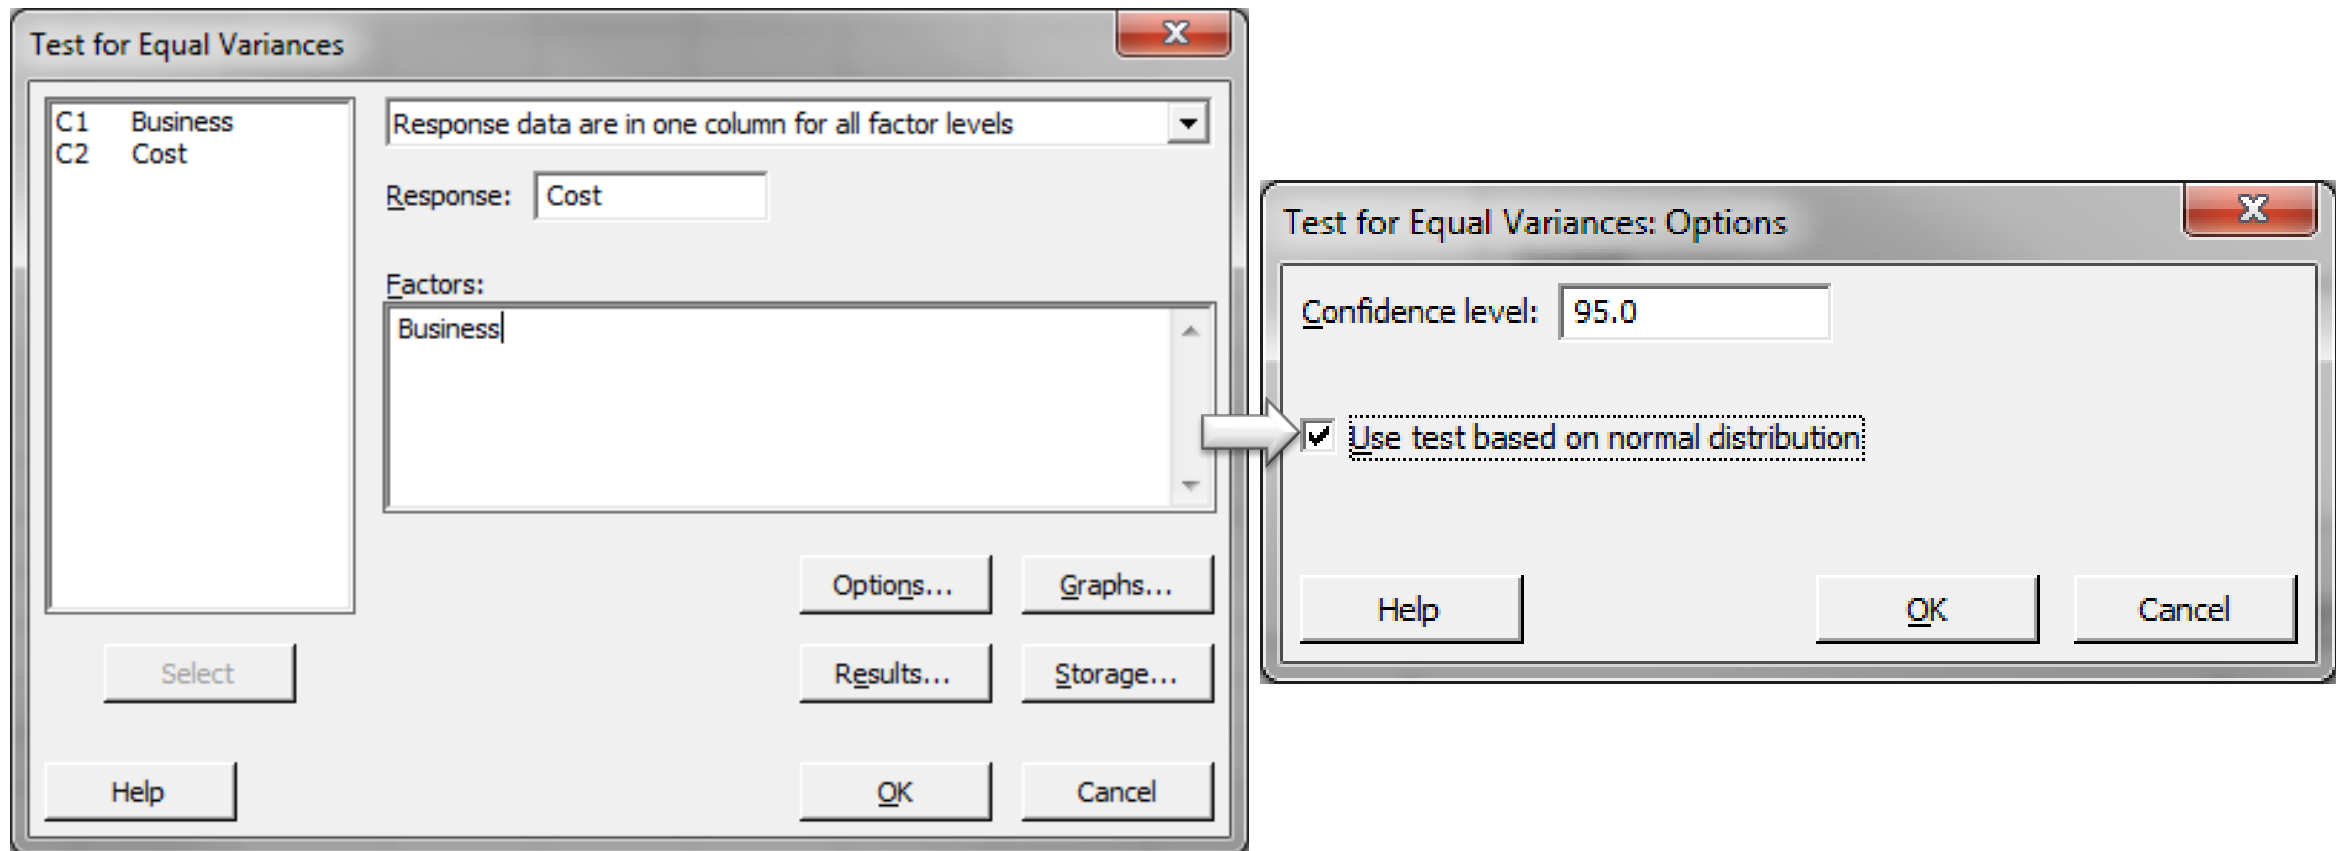 Test for Equal Variances
C1 Business
C2 Cost
Response data are in one column for all factor levels
Response: Cost
Factors:
Business
Options...
Graphs...
Select
Results...
Storage...
Help
OK
Cancel
Test for Equal Variances: Options
Confidence level: 95.0
Use test based on normal distribution
Help
OK
Cancel